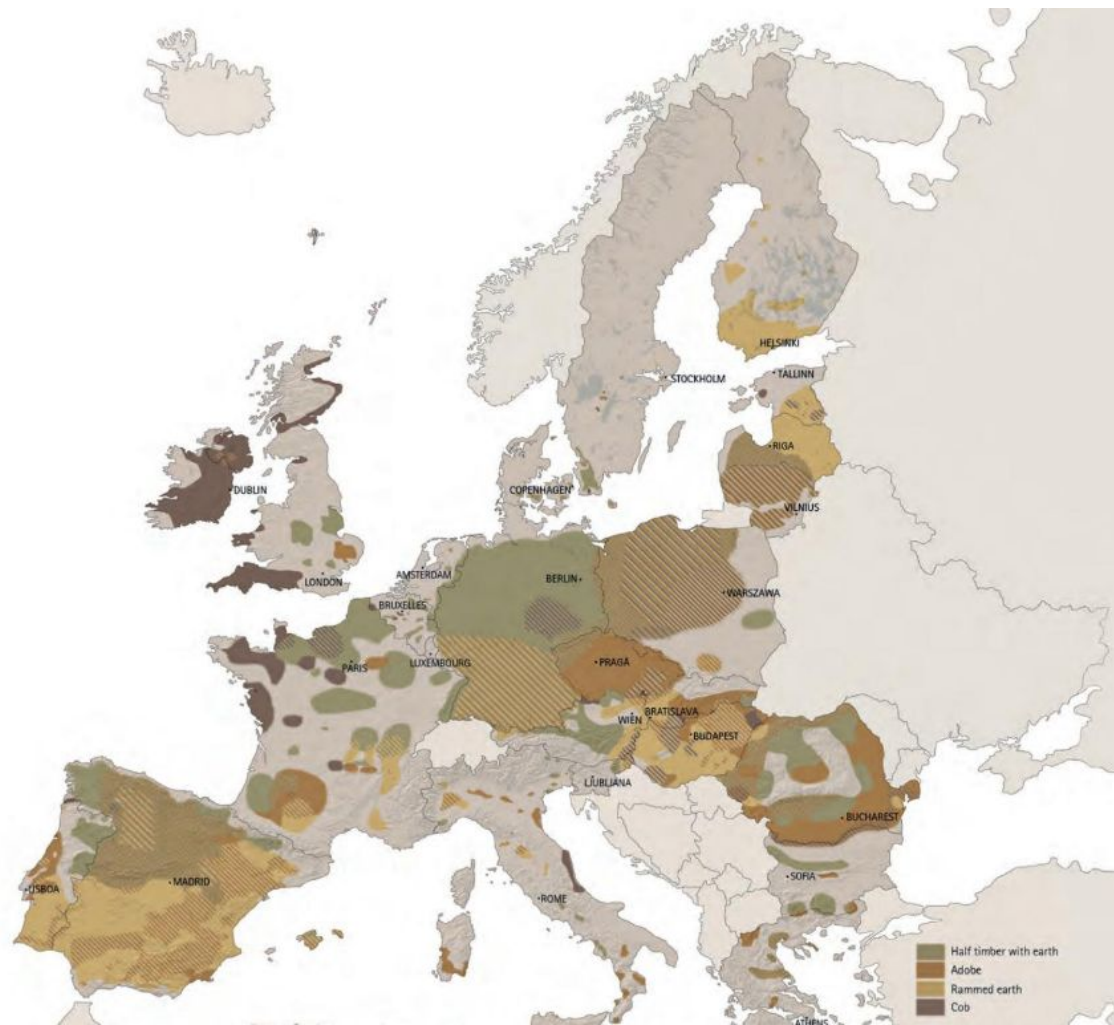 HELSINKI
TALLINN
STOCKHOLM
RIGA
COPENHAGEN
DUBLIN
VILNIUS
AMSTERDAM
BERLIN
LONDON
BRUXELLES
WARSZAWA
PARIS
LUXEMBOURG
PRAGA
BRATISLAVA
WIEN
BUDAPEST
LJUBLJANA
BUCHAREST
SOFIA
LISBOA
MADRID
ROME
Half timber with earth
Adobe
Rammed earth
Cob
ATHENS